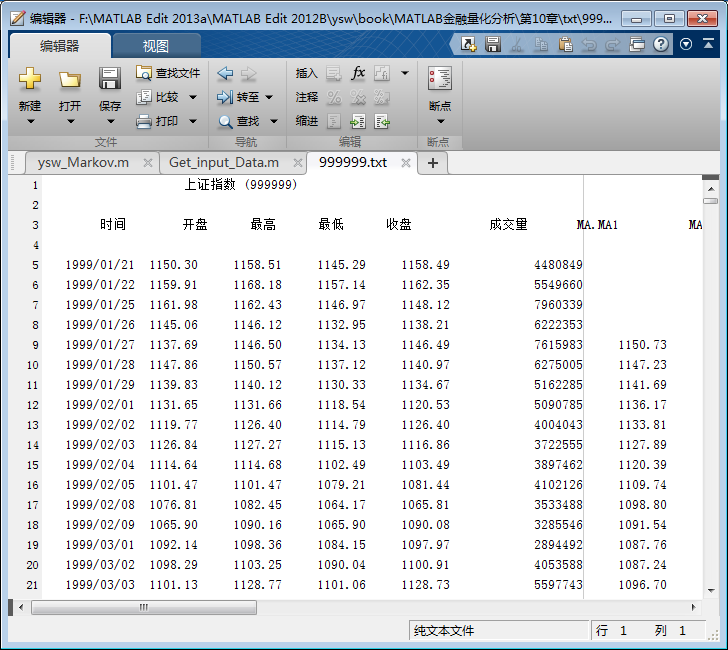 编辑器 - F:\MATLAB Edit 2013a\MATLAB Edit 2012B\ysw\book\MATLAB金融量化分析\第10章\txt\999...
编辑器 视图
新建 打开 保存 查找文件 比较 打印 转至 查找 插入 fx 注释 缩进 断点
文件 导航 编辑 断点
ysw_Markov.m Get_input_Data.m 999999.txt +
1 上证指数 (999999)
2
3 时间 开盘 最高 最低 收盘 成交量 MA.MA1 MA
4
5 1999/01/21 1150.30 1158.51 1145.29 1158.49 4480849
6 1999/01/22 1159.91 1168.18 1157.14 1162.35 5549660
7 1999/01/25 1161.98 1162.43 1146.97 1148.12 7960339
8 1999/01/26 1145.06 1146.12 1132.95 1138.21 6222353
9 1999/01/27 1137.69 1146.50 1134.13 1146.49 7615983 1150.73
10 1999/01/28 1147.86 1150.57 1137.12 1140.97 6275005 1147.23
11 1999/01/29 1139.83 1140.12 1130.33 1134.67 5162285 1141.69
12 1999/02/01 1131.65 1131.66 1118.54 1120.53 5090785 1136.17
13 1999/02/02 1119.77 1126.40 1114.79 1126.40 4004043 1133.81
14 1999/02/03 1126.84 1127.27 1115.13 1116.86 3722555 1127.89
15 1999/02/04 1114.64 1114.68 1102.49 1103.49 3897462 1120.39
16 1999/02/05 1101.47 1101.47 1079.21 1081.44 4102126 1109.74
17 1999/02/08 1076.81 1082.45 1064.17 1065.81 3533488 1098.80
18 1999/02/09 1065.90 1090.16 1065.90 1090.08 3285546 1091.54
19 1999/03/01 1092.14 1098.36 1084.15 1097.97 2894492 1087.76
20 1999/03/02 1098.29 1103.25 1090.04 1100.91 4053588 1087.24
21 1999/03/03 1101.13 1128.77 1101.06 1128.73 5597743 1096.70
纯文本文件 行 1 列 1